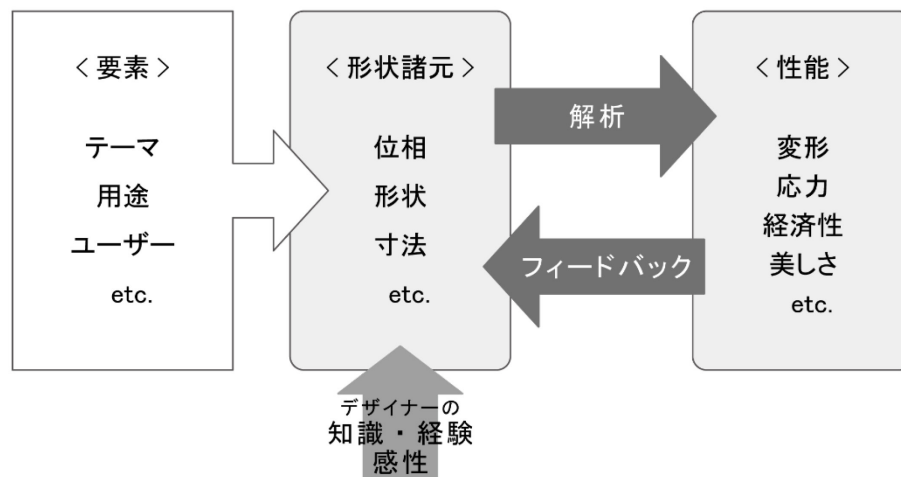 ＜要素＞
テーマ
用途
ユーザー
etc.
＜形状諸元＞
位相
形状
寸法
etc.
解析
フィードバック
＜性能＞
変形
応力
経済性
美しさ
etc.
デザイナーの
知識・経験
感性